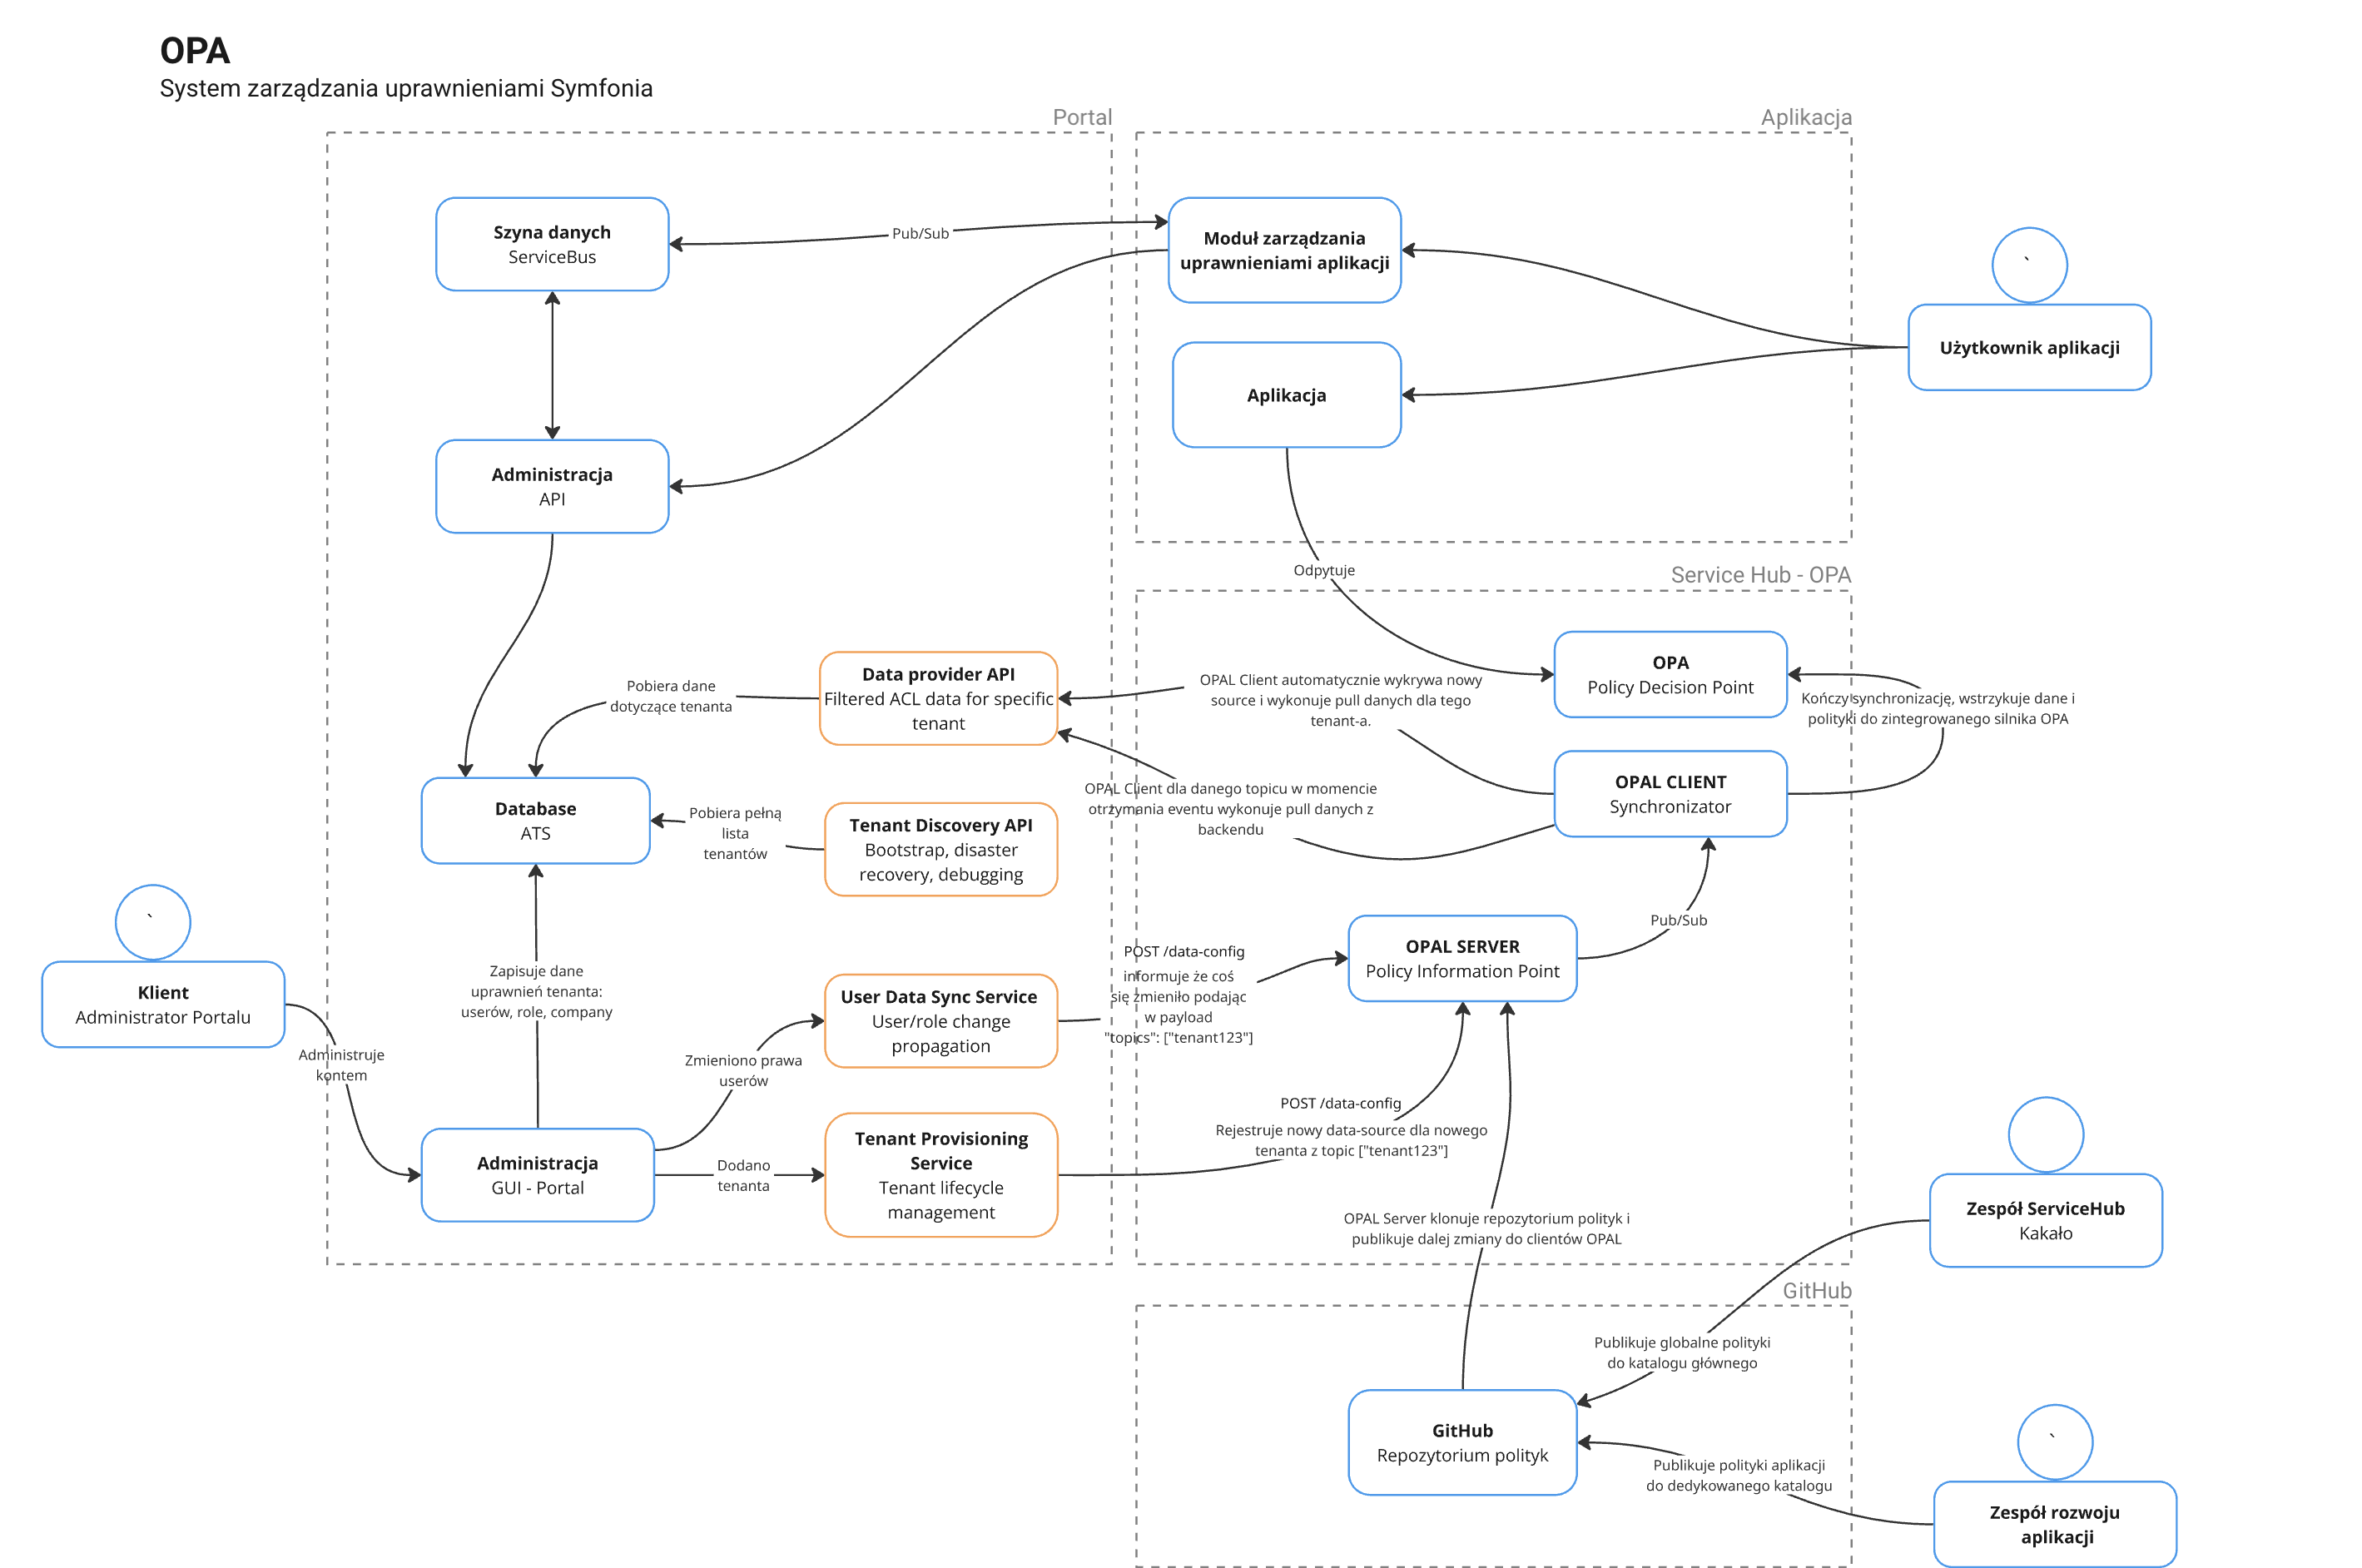 OPA
System zarządzania uprawnieniami Symfonia
Portal
Aplikacja
Szyna danych
ServiceBus
Pub/Sub
Moduł zarządzania
uprawnieniami aplikacji
`
Użytkownik aplikacji
Aplikacja
Administracja
API
Odpytuje
Service Hub - OPA
Data provider API
Filtered ACL data for specific
tenant
Pobiera dane
dotyczące tenanta
OPAL Client automatycznie wykrywa nowy
source i wykonuje pull danych dla tego
tenant-a.
OPA
Policy Decision Point
Kończy synchronizację, wstrzykuje dane i
polityki do zintegrowanego silnika OPA
OPAL CLIENT
Synchronizator
OPAL Client dla danego topicu w momencie
otrzymania eventu wykonuje pull danych z
backendu
Database
ATS
Pobiera pełną
lista
tenantów
Tenant Discovery API
Bootstrap, disaster
recovery, debugging
`
Klient
Administrator Portalu
Administruje
kontem
Zapisuje dane
uprawnień tenanta:
userów, role, company
User Data Sync Service
User/role change
propagation
POST /data-config
informuje że coś
się zmieniło podając
w payload
"topics": ["tenant123"]
OPAL SERVER
Policy Information Point
Pub/Sub
Zmieniono prawa
userów
Administracja
GUI - Portal
Dodano
tenanta
Tenant Provisioning
Service
Tenant lifecycle
management
POST /data-config
Rejestruje nowy data-source dla nowego
tenanta z topic ["tenant123"]
OPAL Server klonuje repozytorium polityk i
publikuje dalej zmiany do clientów OPAL
Zespół ServiceHub
Kakało
GitHub
Publikuje globalne polityki
do katalogu głównego
GitHub
Repozytorium polityk
Publikuje polityki aplikacji
do dedykowanego katalogu
`
Zespół rozwoju
aplikacji